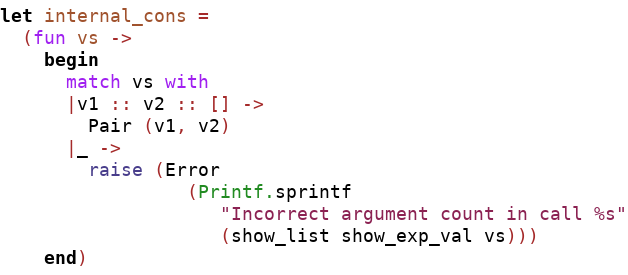 let internal_cons =
  (fun vs ->
    begin
      match vs with
      |v1 :: v2 :: [] ->
        Pair (v1, v2)
      |_ ->
        raise (Error
                 (Printf.sprintf
                    "Incorrect argument count in call %s"
                    (show_list show_exp_val vs)))
    end)